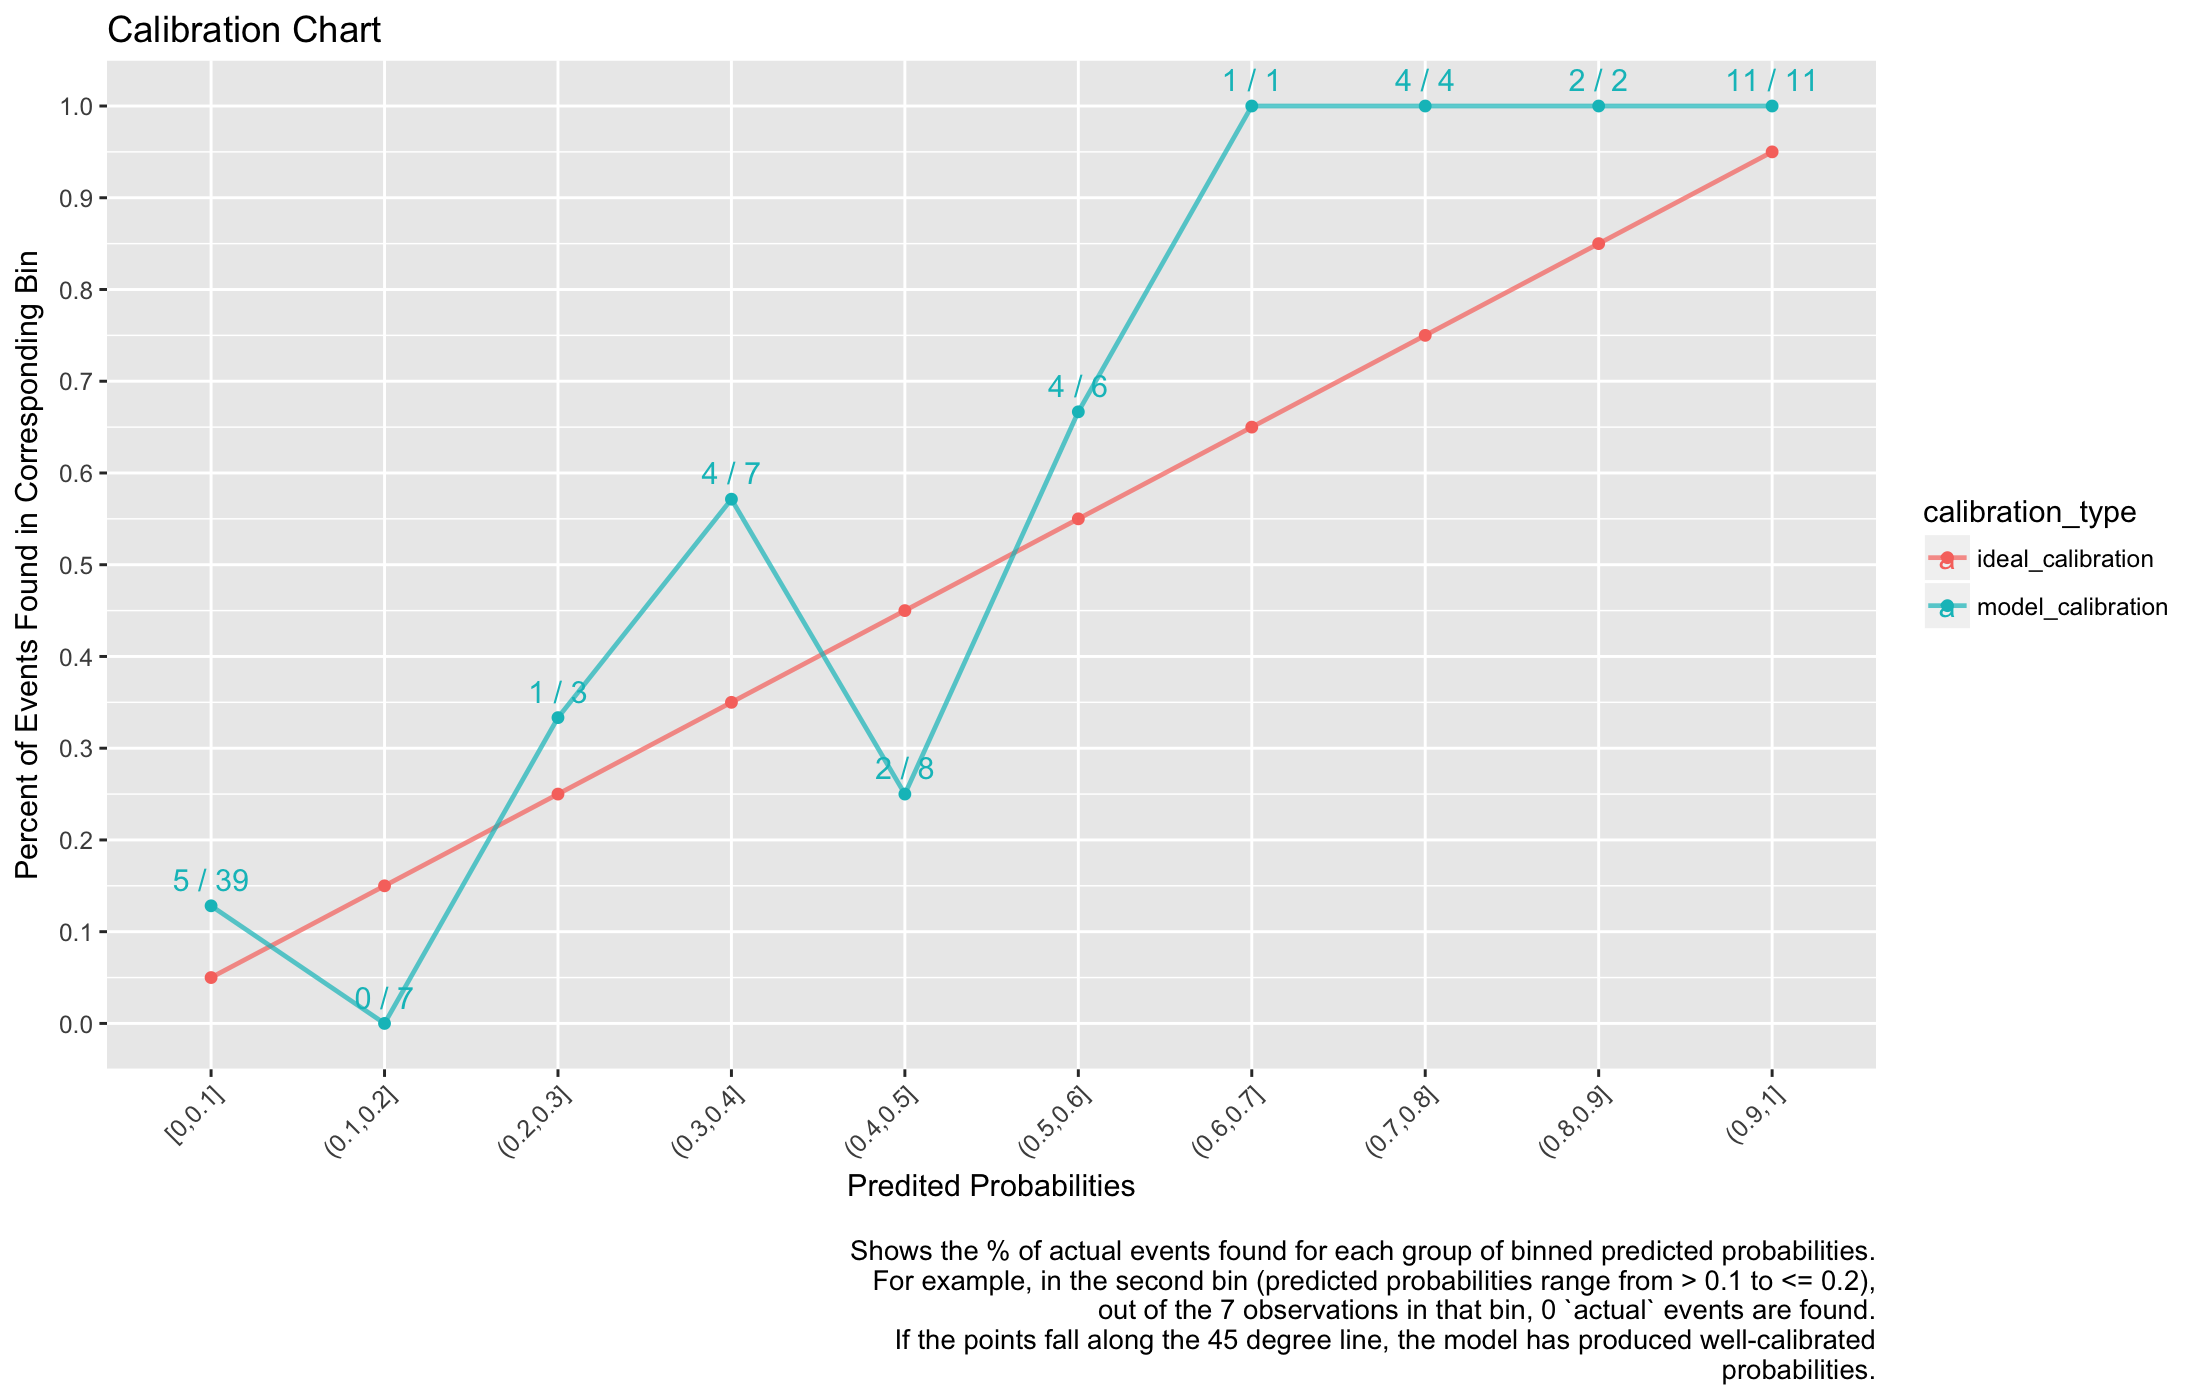 Calibration Chart
1 / 1
4 / 4
2 / 2
11 / 11
4 / 6
4 / 7
1 / 3
2 / 8
5 / 39
0 / 7
1.0
0.9
0.8
0.7
0.6
0.5
0.4
0.3
0.2
0.1
0.0
Percent of Events Found in Corresponding Bin
[0,0.1]
(0.1,0.2]
(0.2,0.3]
(0.3,0.4]
(0.4,0.5]
(0.5,0.6]
(0.6,0.7]
(0.7,0.8]
(0.8,0.9]
(0.9,1]
Predited Probabilities
calibration_type
a ideal_calibration
a model_calibration
Shows the % of actual events found for each group of binned predicted probabilities.
For example, in the second bin (predicted probabilities range from > 0.1 to <= 0.2),
out of the 7 observations in that bin, 0 `actual` events are found.
If the points fall along the 45 degree line, the model has produced well-calibrated
probabilities.